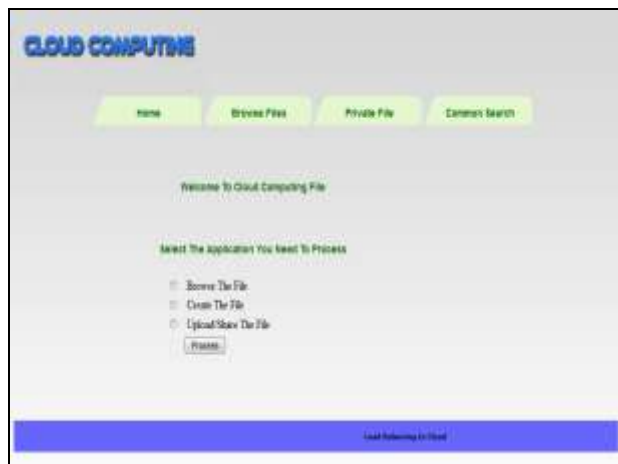 CLOUD COMPUTING
Home Browse Files Private File Common Search
Welcome To Cloud Computing File
Select The Application You Need To Process
Browse The File
Create The File
Upload/Share The File
Process
Load Balancing In Cloud